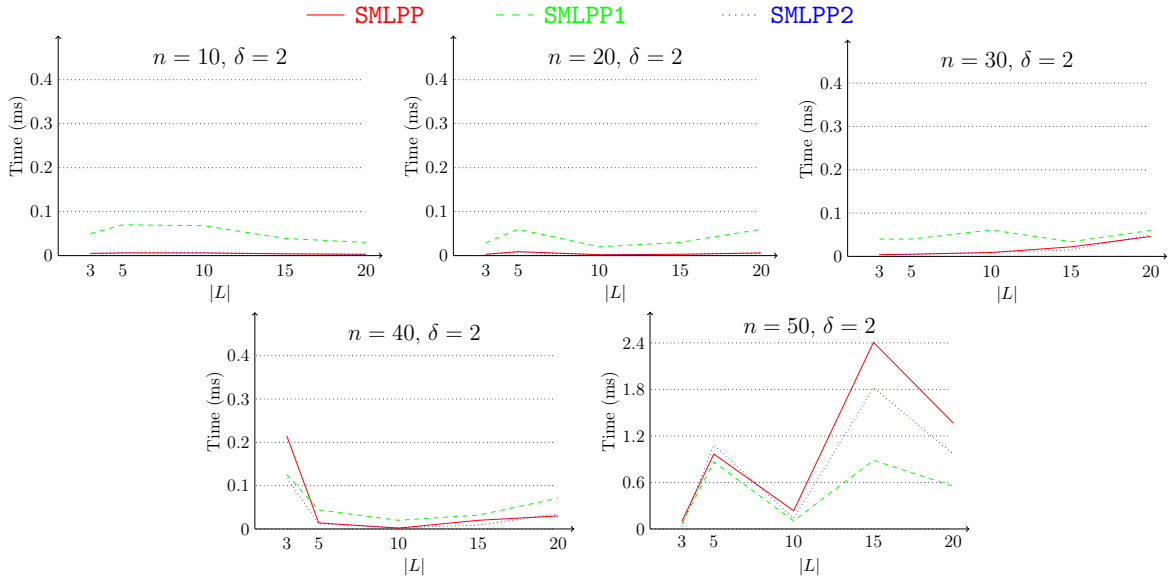 SMLPP SMLPP1 SMLPP2
n = 10, δ = 2
Time (ms)
0.4
0.3
0.2
0.1
0
3 5 10 15 20
|L|
n = 20, δ = 2
Time (ms)
0.4
0.3
0.2
0.1
0
3 5 10 15 20
|L|
n = 30, δ = 2
Time (ms)
0.4
0.3
0.2
0.1
0
3 5 10 15 20
|L|
n = 40, δ = 2
Time (ms)
0.4
0.3
0.2
0.1
0
3 5 10 15 20
|L|
n = 50, δ = 2
Time (ms)
2.4
1.8
1.2
0.6
0
3 5 10 15 20
|L|